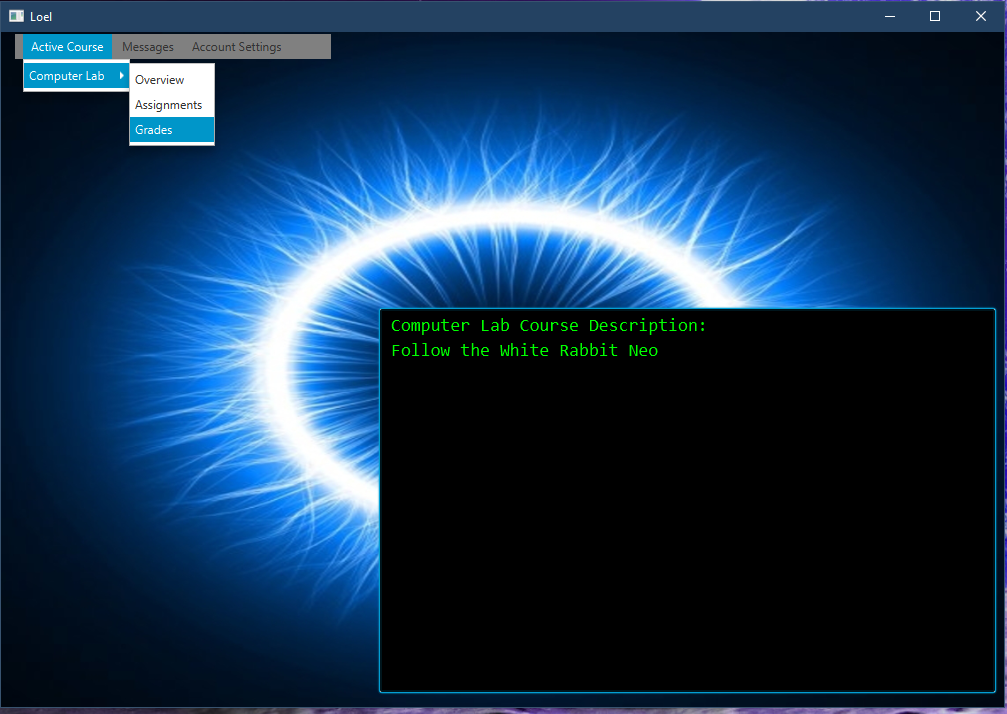 Loel
Active Course Messages Account Settings
Computer Lab
Overview
Assignments
Grades
Computer Lab Course Description:
Follow the White Rabbit Neo